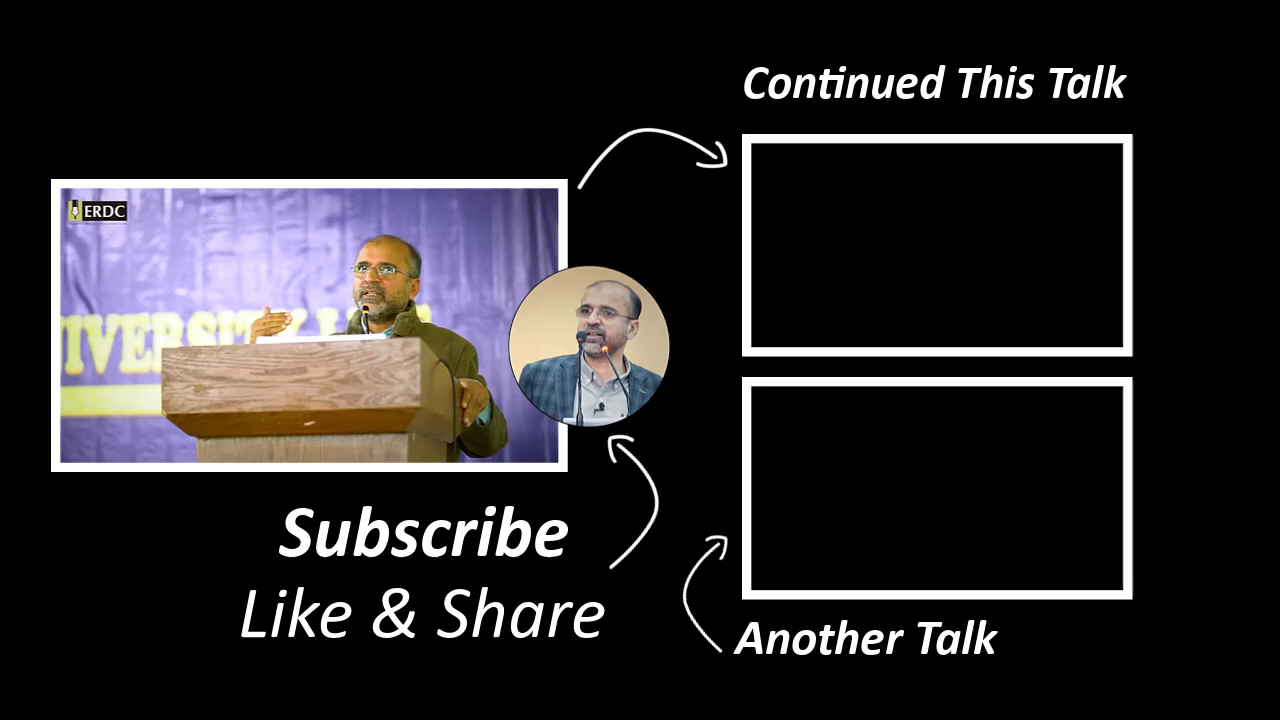 Continued This Talk
ERDC
Subscribe
Like & Share
Another Talk